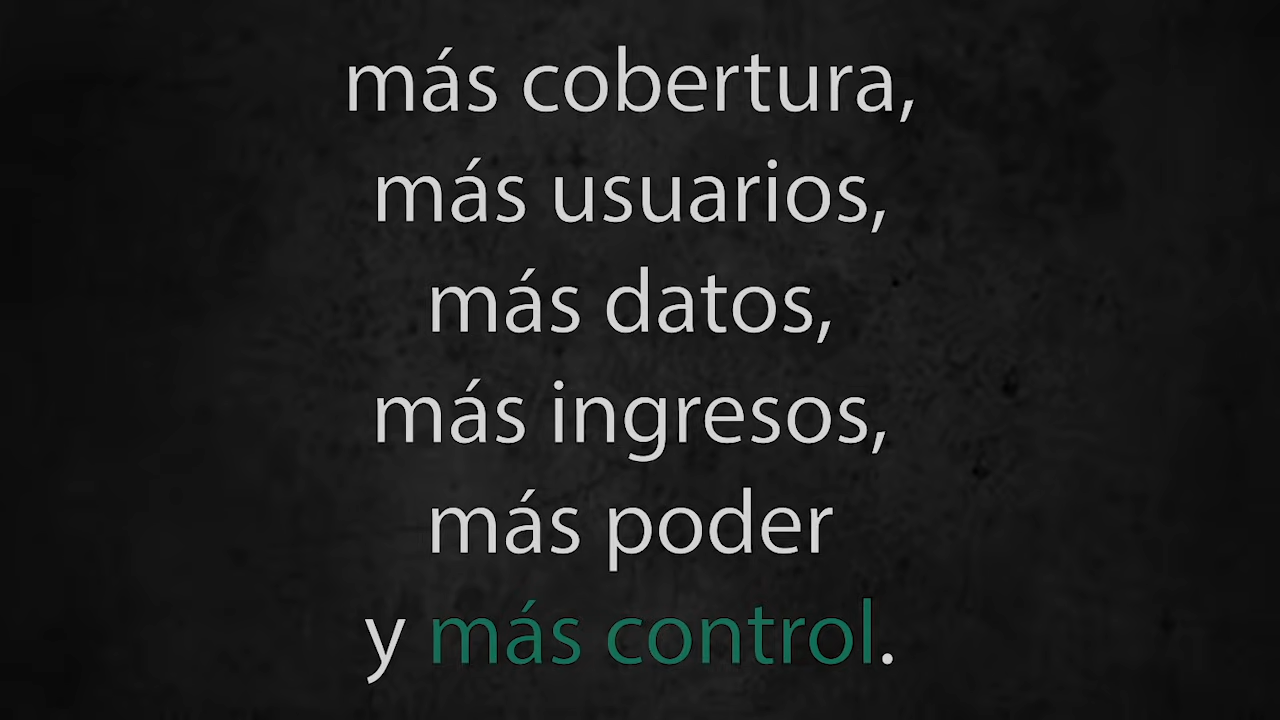 más cobertura,
más usuarios,
más datos,
más ingresos,
más poder
y más control.